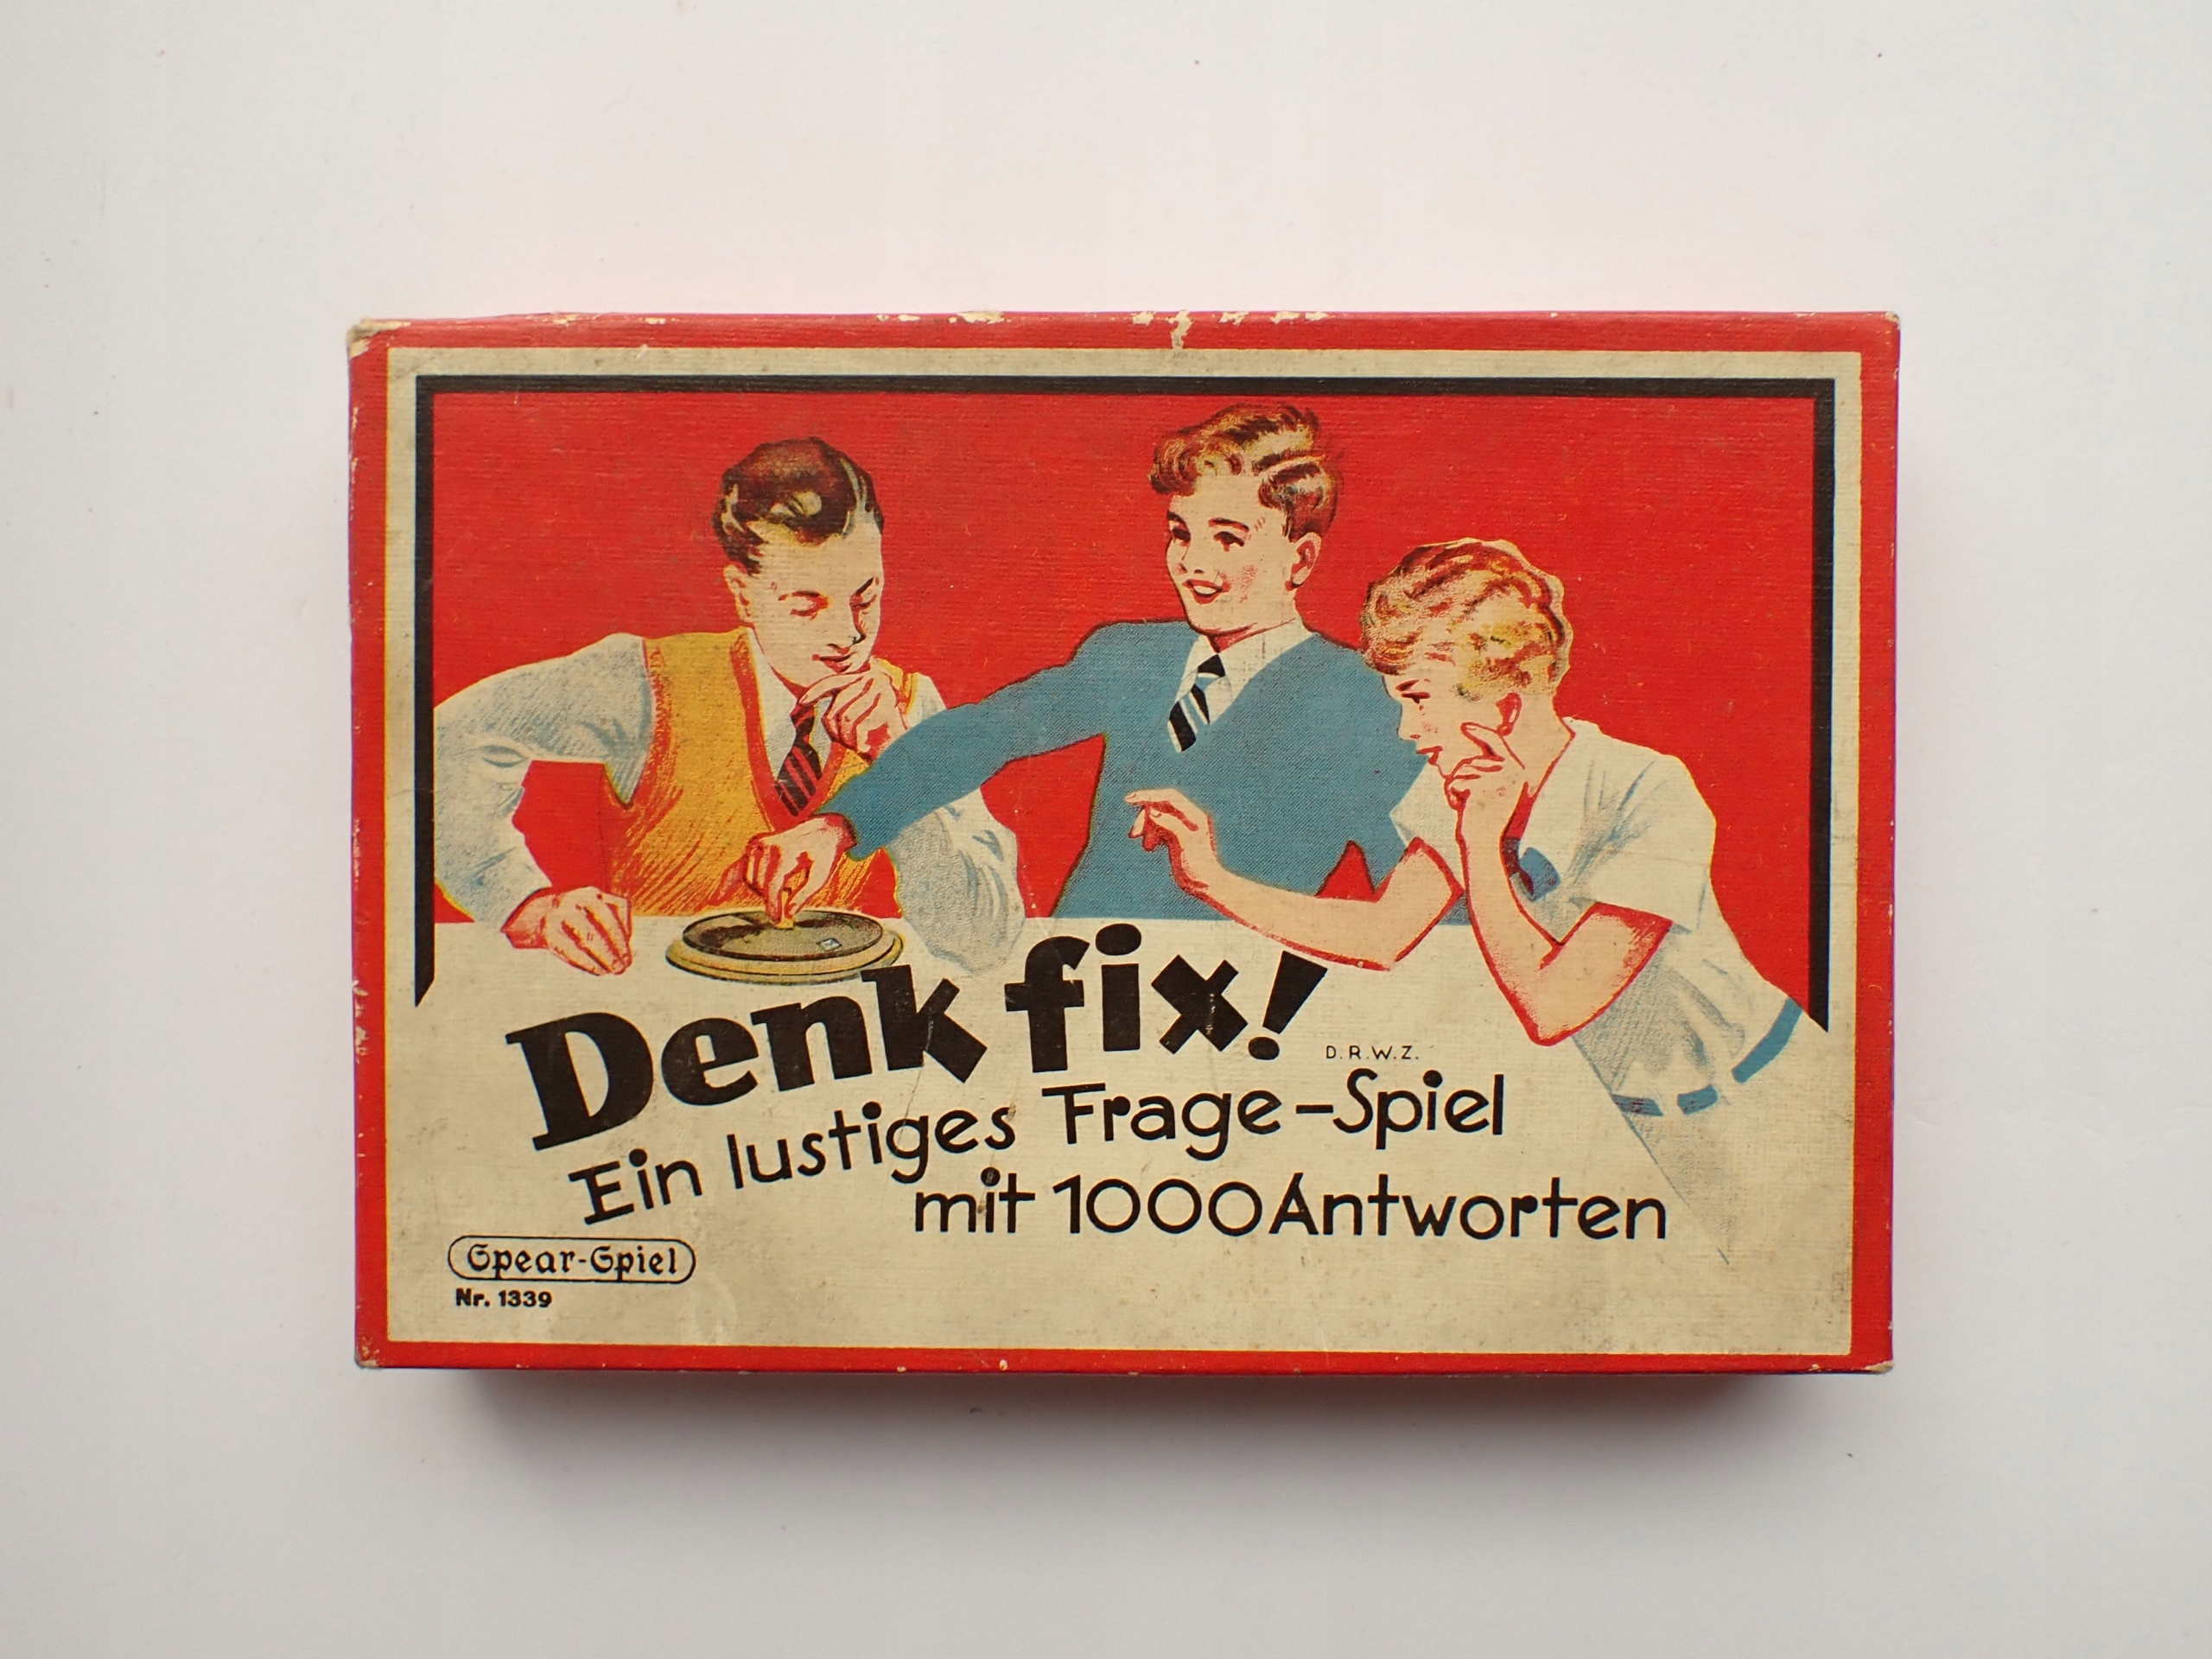 Denk fix!
D.R.W.Z.
Ein lustiges Frage-Spiel
mit 1000 Antworten
Spear-Spiel
Nr. 1339